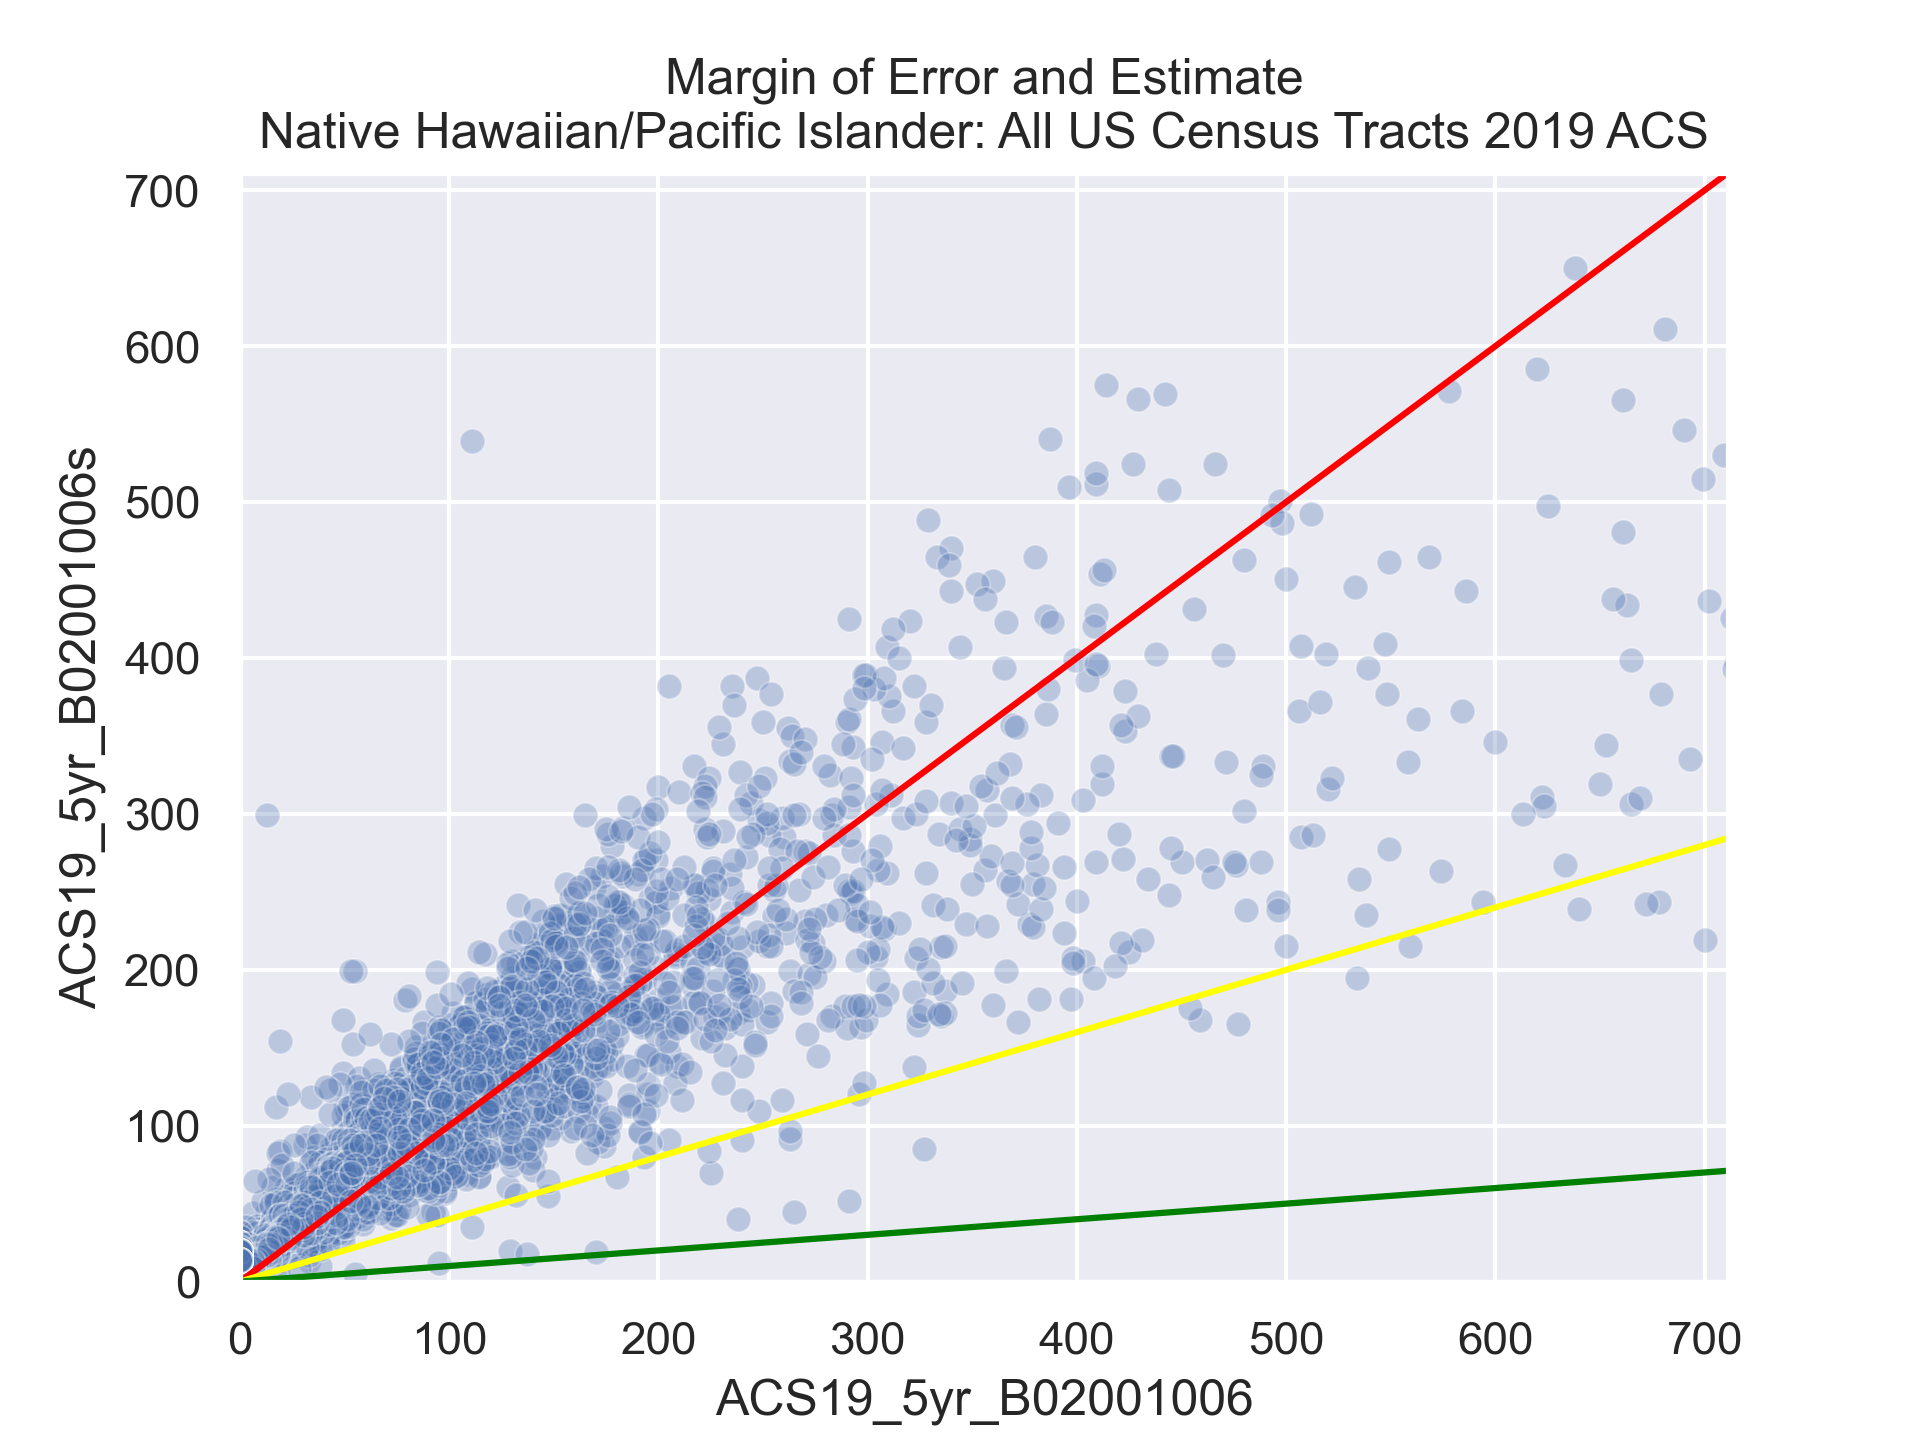 Margin of Error and Estimate
Native Hawaiian/Pacific Islander: All US Census Tracts 2019 ACS
700
600
500
400
300
200
100
0
ACS19_5yr_B02001006s
0 100 200 300 400 500 600 700
ACS19_5yr_B02001006